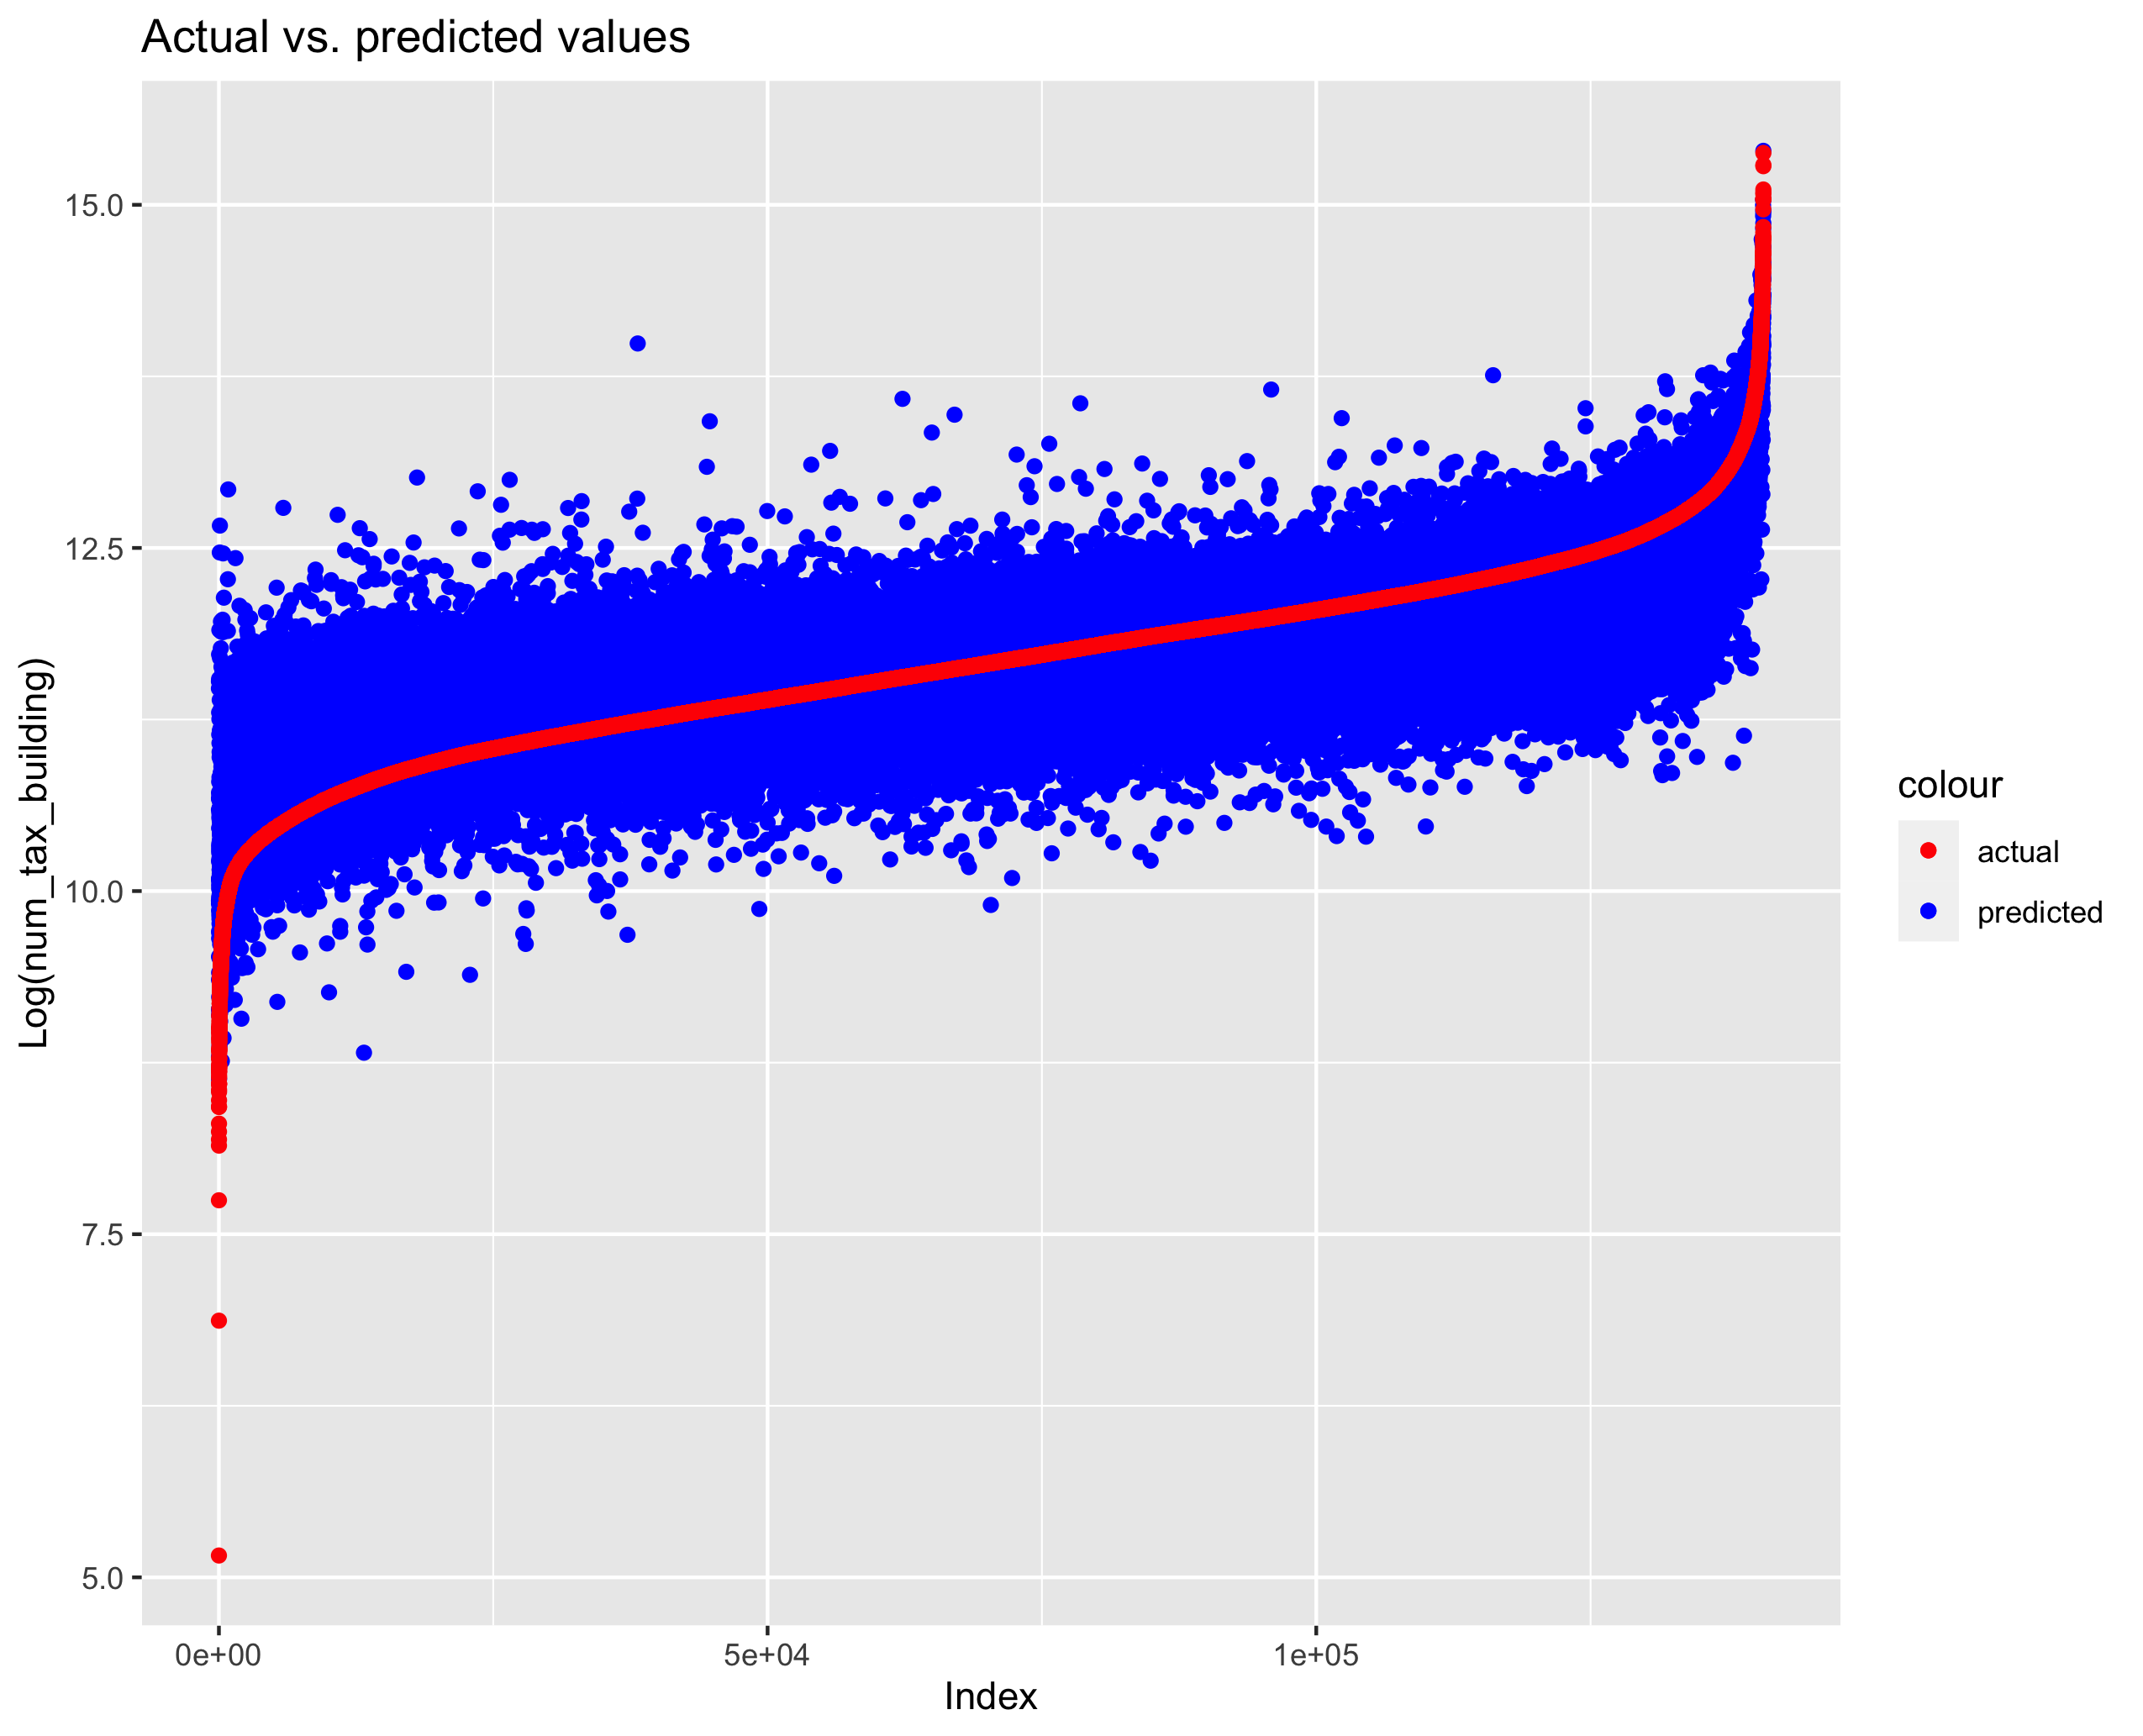 Actual vs. predicted values
Log(num_tax_building)
15.0
12.5
10.0
7.5
5.0
0e+00
5e+04
1e+05
Index
colour
actual
predicted